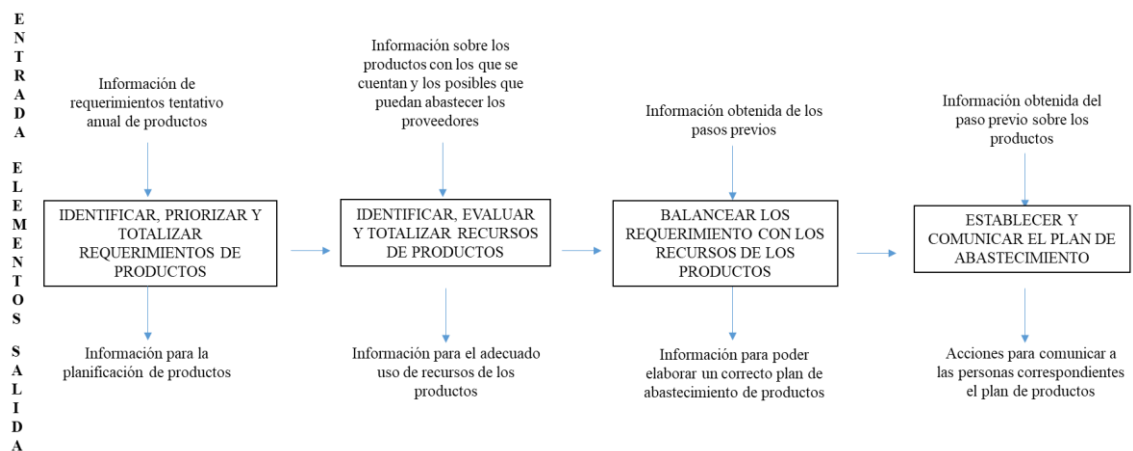 ENTRADA ELEMENTOS SALIDA
Información de
requerimientos tentativo
anual de productos
Información sobre los
productos con los que se
cuentan y los posibles que
puedan abastecer los
proveedores
Información obtenida de los
pasos previos
Información obtenida del
paso previo sobre los
productos
IDENTIFICAR, PRIORIZAR Y
TOTALIZAR
REQUERIMIENTOS DE
PRODUCTOS
IDENTIFICAR, EVALUAR
Y TOTALIZAR RECURSOS
DE PRODUCTOS
BALANCEAR LOS
REQUERIMIENTO CON LOS
RECURSOS DE LOS
PRODUCTOS
ESTABLECER Y
COMUNICAR EL PLAN DE
ABASTECIMIENTO
Información para la
planificación de productos
Información para el adecuado
uso de recursos de los
productos
Información para poder
elaborar un correcto plan de
abastecimiento de productos
Acciones para comunicar a
las personas correspondientes
el plan de productos